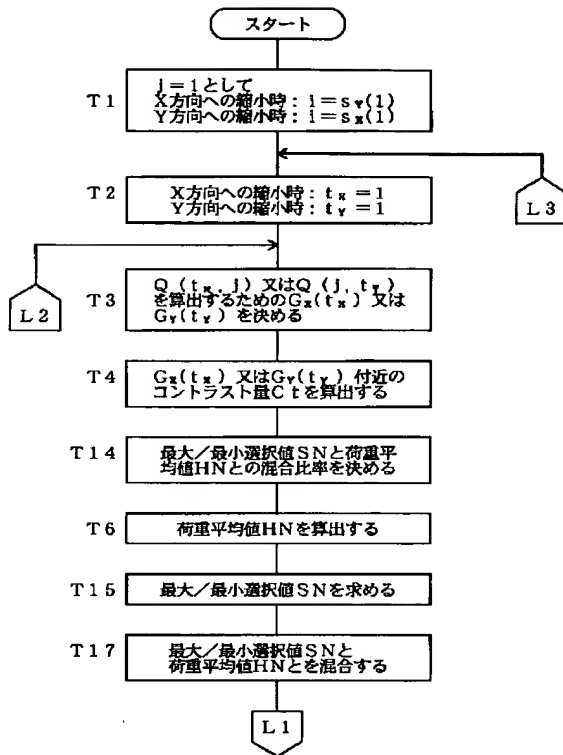 スタート
T1
j=1として
X方向への縮小時：i=sY(1)
Y方向への縮小時：i=sX(1)
L3
T2
X方向への縮小時：tX=1
Y方向への縮小時：tY=1
L2
T3
Q(tX,j)又はQ(j,tY)
を算出するためのGX(tX)又は
GY(tY)を決める
T4
GX(tX)又はGY(tY)付近の
コントラスト量Ctを算出する
T14
最大／最小選択値SNと荷重平
均値HNとの混合比率を決める
T6
荷重平均値HNを算出する
T15
最大／最小選択値SNを求める
T17
最大／最小選択値SNと
荷重平均値HNとを混合する
L1